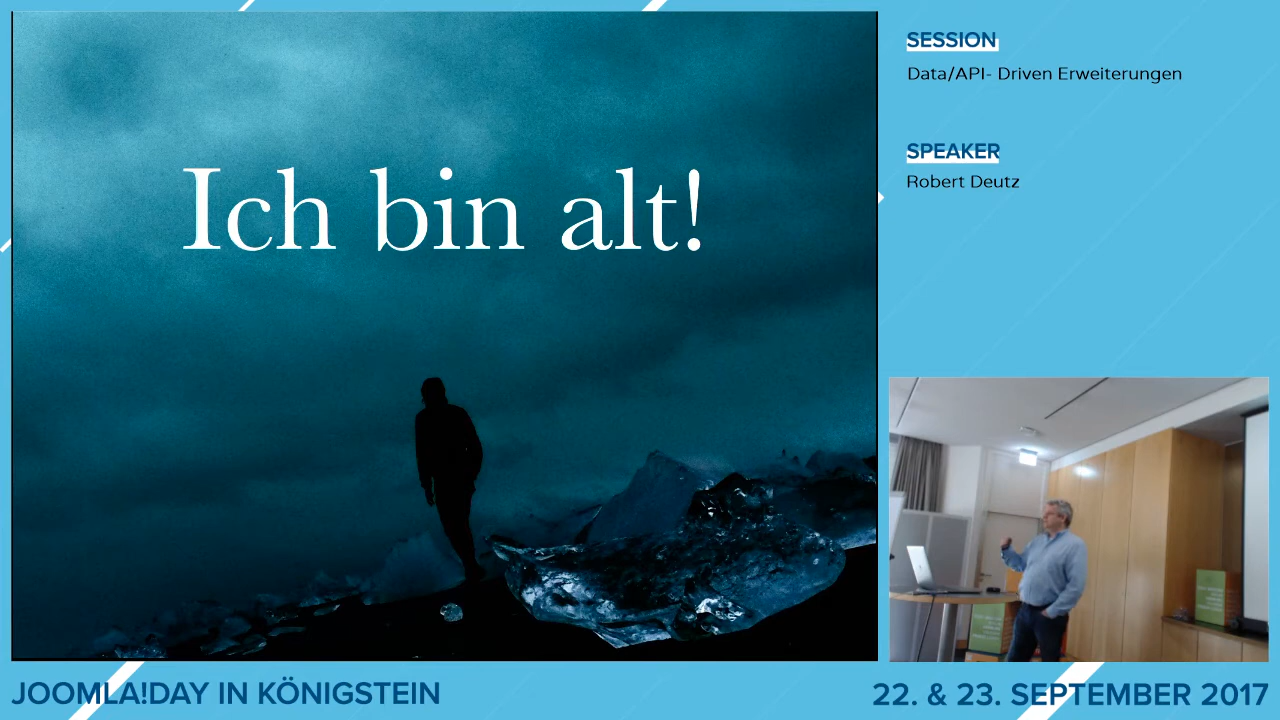 Ich bin alt!
SESSION
Data/API- Driven Erweiterungen
SPEAKER
Robert Deutz
JOOMLA!DAY IN KÖNIGSTEIN
22. & 23. SEPTEMBER 2017